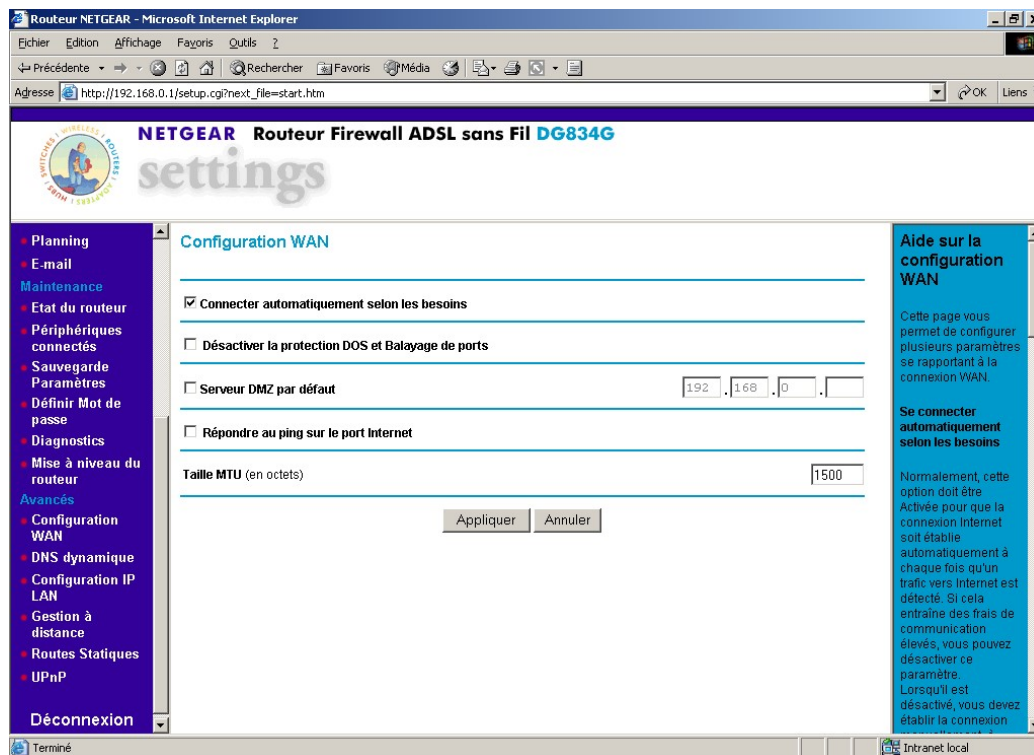 Routeur NETGEAR - Microsoft Internet Explorer
Eichier Edition Affichage Favoris Outils ?
Précédente Rechercher Favoris Média
Adresse http://192.168.0.1/setup.cgi?next_file=start.htm OK Liens
NETGEAR Routeur Firewall ADSL sans Fil DG834G
settings
SWITCHES WIRELESS ROUTERS ADAPTERS HUBS
Planning
E-mail
Maintenance
Etat du routeur
Périphériques
connectés
Sauvegarde
Paramètres
Définir Mot de
passe
Diagnostics
Mise à niveau du
routeur
Avancés
Configuration
WAN
DNS dynamique
Configuration IP
LAN
Gestion à
distance
Routes Statiques
UPnP
Déconnexion
Configuration WAN
Connecter automatiquement selon les besoins
Désactiver la protection DOS et Balayage de ports
Serveur DMZ par défaut 192 . 168 . 0 .
Répondre au ping sur le port Internet
Taille MTU (en octets) 1500
Appliquer Annuler
Aide sur la
configuration
WAN
Cette page vous
permet de configurer
plusieurs paramètres
se rapportant à la
connexion WAN.
Se connecter
automatiquement
selon les besoins
Normalement, cette
option doit être
Activée pour que la
connexion Internet
soit établie
automatiquement à
chaque fois qu'un
trafic vers Internet est
détecté. Si cela
entraîne des frais de
communication
élevés, vous pouvez
désactiver ce
paramètre.
Lorsqu'il est
désactivé, vous devez
établir la connexion
Terminé
Intranet local